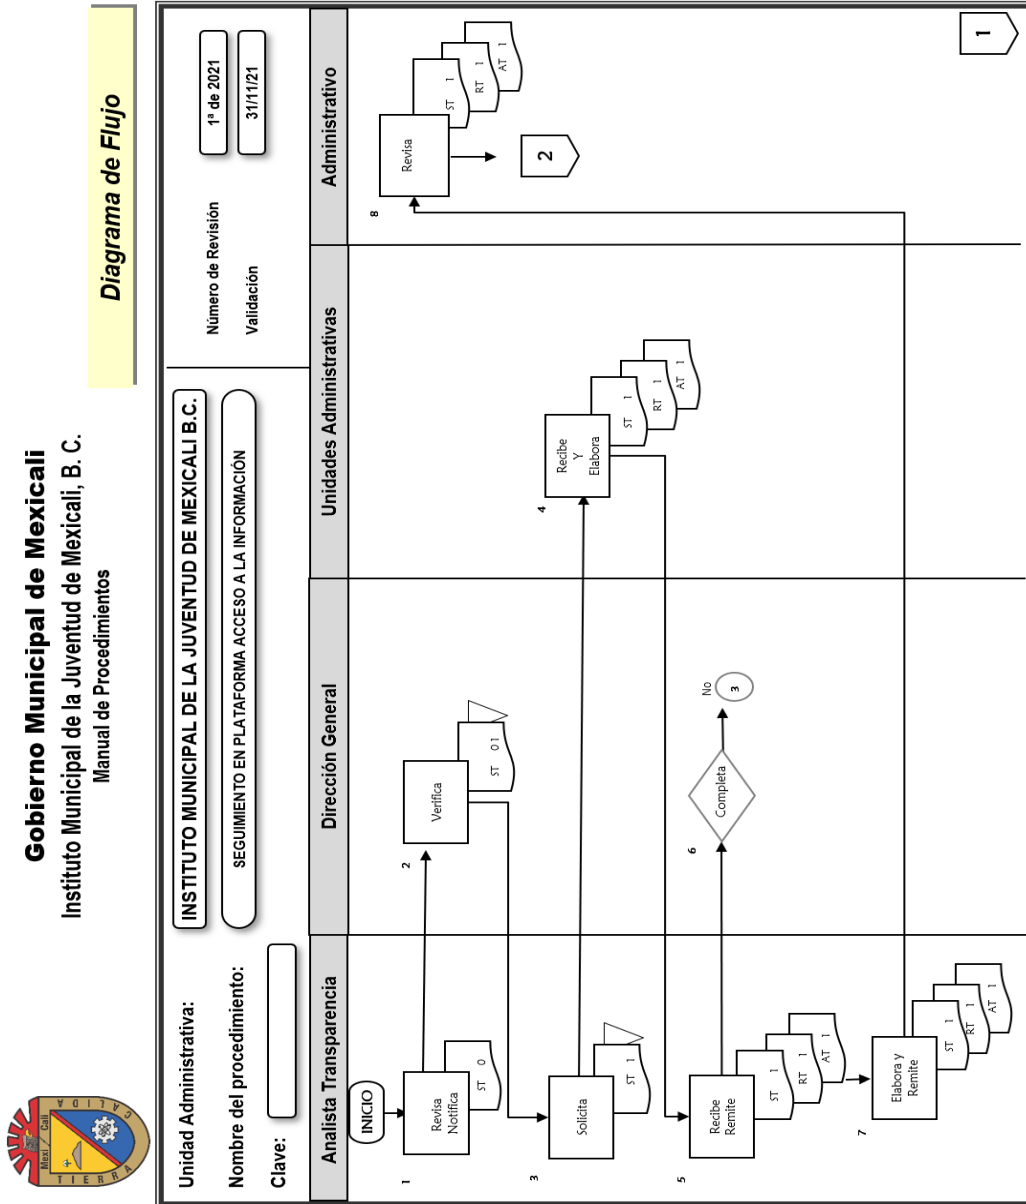 Mexi
Cali
TIERRA
CALIDA
Gobierno Municipal de Mexicali
Instituto Municipal de la Juventud de Mexicali, B. C.
Manual de Procedimientos
Diagrama de Flujo
Unidad Administrativa:
INSTITUTO MUNICIPAL DE LA JUVENTUD DE MEXICALI B.C.
Número de Revisión
1ª de 2021
Nombre del procedimiento:
SEGUIMIENTO EN PLATAFORMA ACCESO A LA INFORMACIÓN
Validación
31/11/21
Clave:
Analista Transparencia
Dirección General
Unidades Administrativas
Administrativo
INICIO
1
Revisa
Notifica
ST 0
2
Verifica
ST 01
3
Solicita
ST 1
4
Recibe
Y
Elabora
ST 1
RT 1
AT 1
5
Recibe
Remite
ST 1
RT 1
AT 1
6
Completa
No
3
7
Elabora y
Remite
ST 1
RT 1
AT 1
8
Revisa
ST 1
RT 1
AT 1
2
1